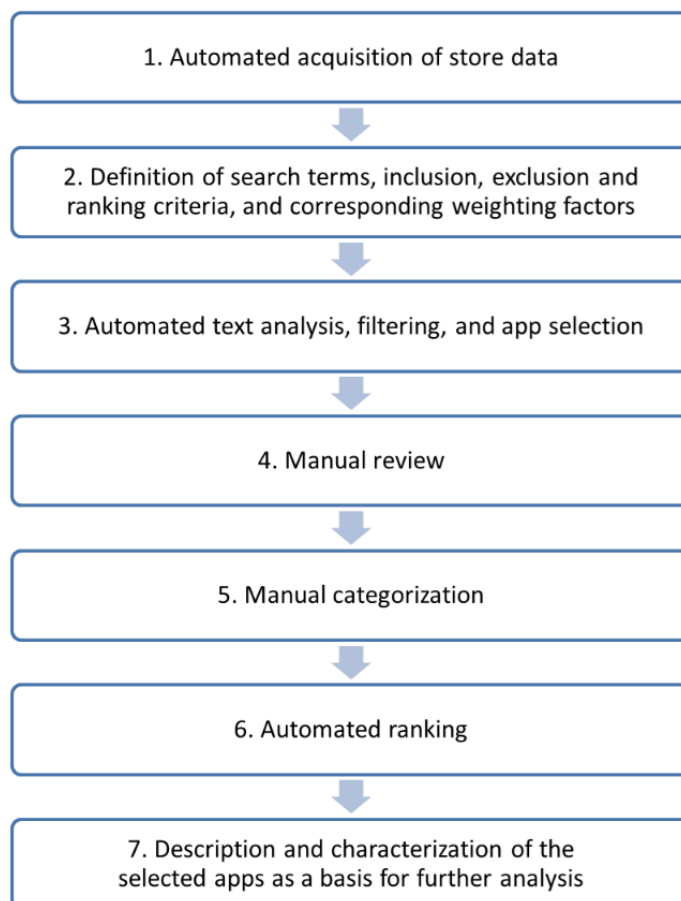 1. Automated acquisition of store data
2. Definition of search terms, inclusion, exclusion and
ranking criteria, and corresponding weighting factors
3. Automated text analysis, filtering, and app selection
4. Manual review
5. Manual categorization
6. Automated ranking
7. Description and characterization of the
selected apps as a basis for further analysis